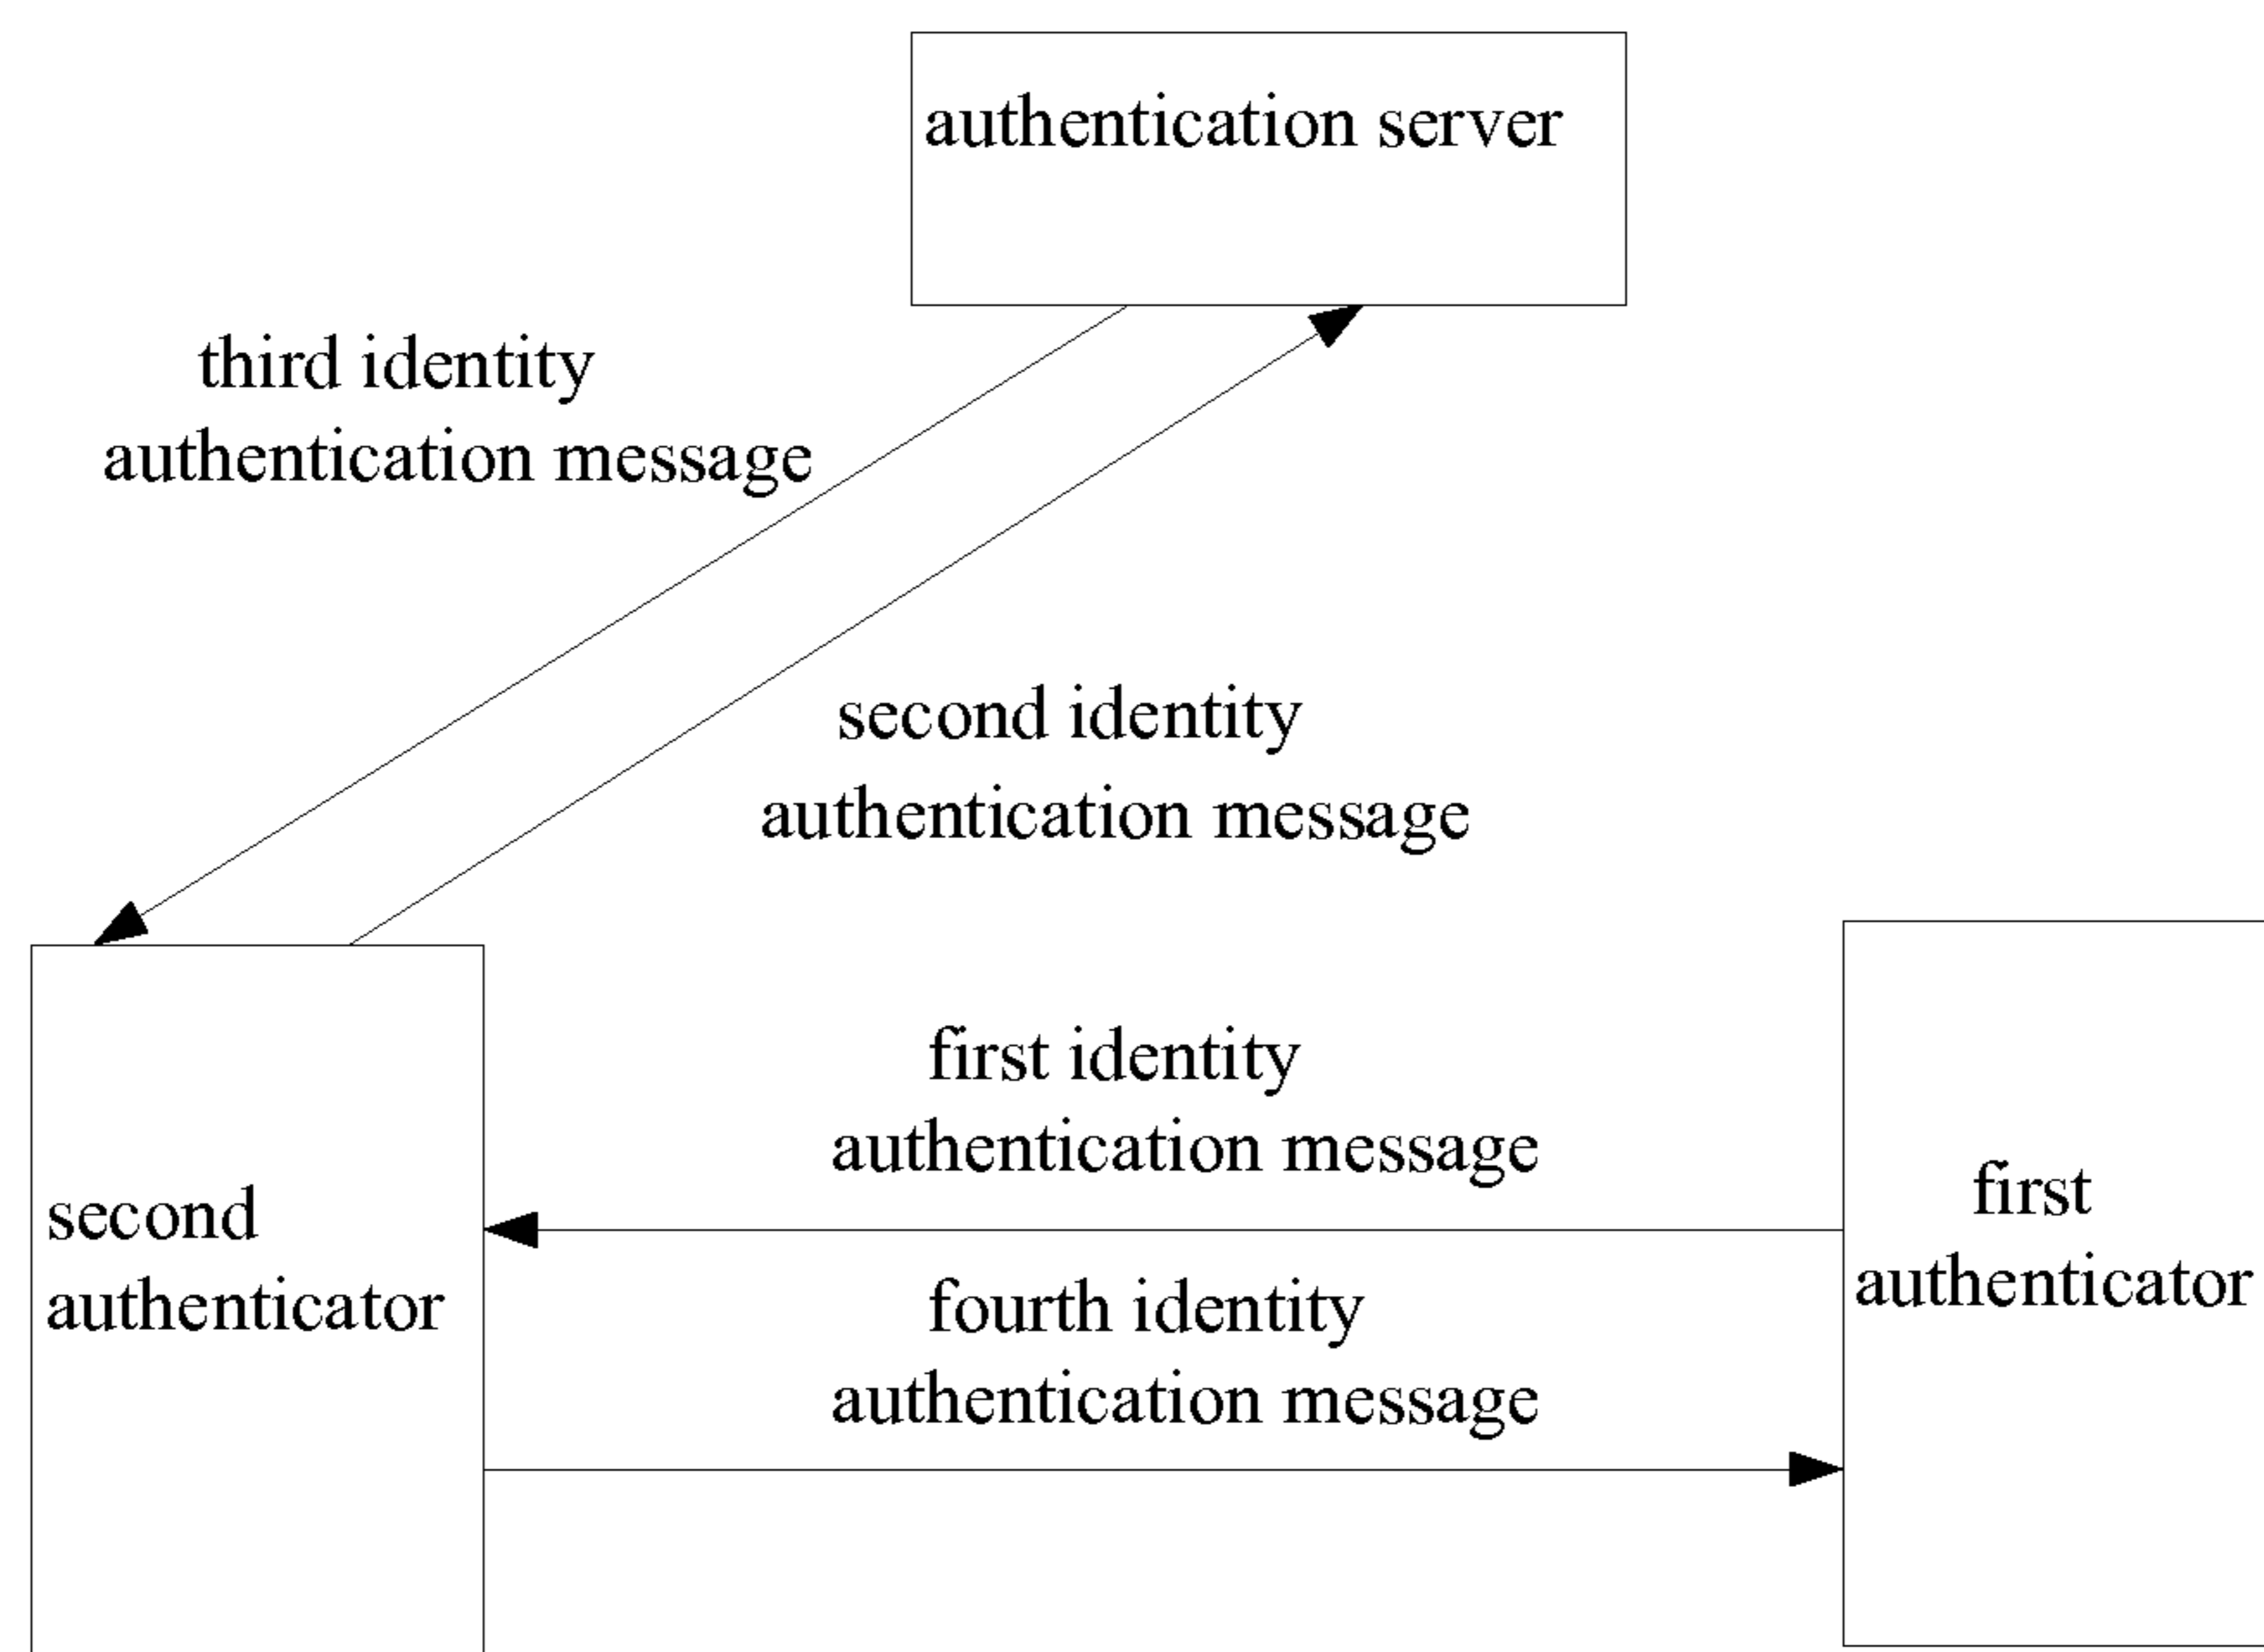 authentication server
third identity
authentication message
second identity
authentication message
first identity
authentication message
second
authenticator
first
authenticator
fourth identity
authentication message